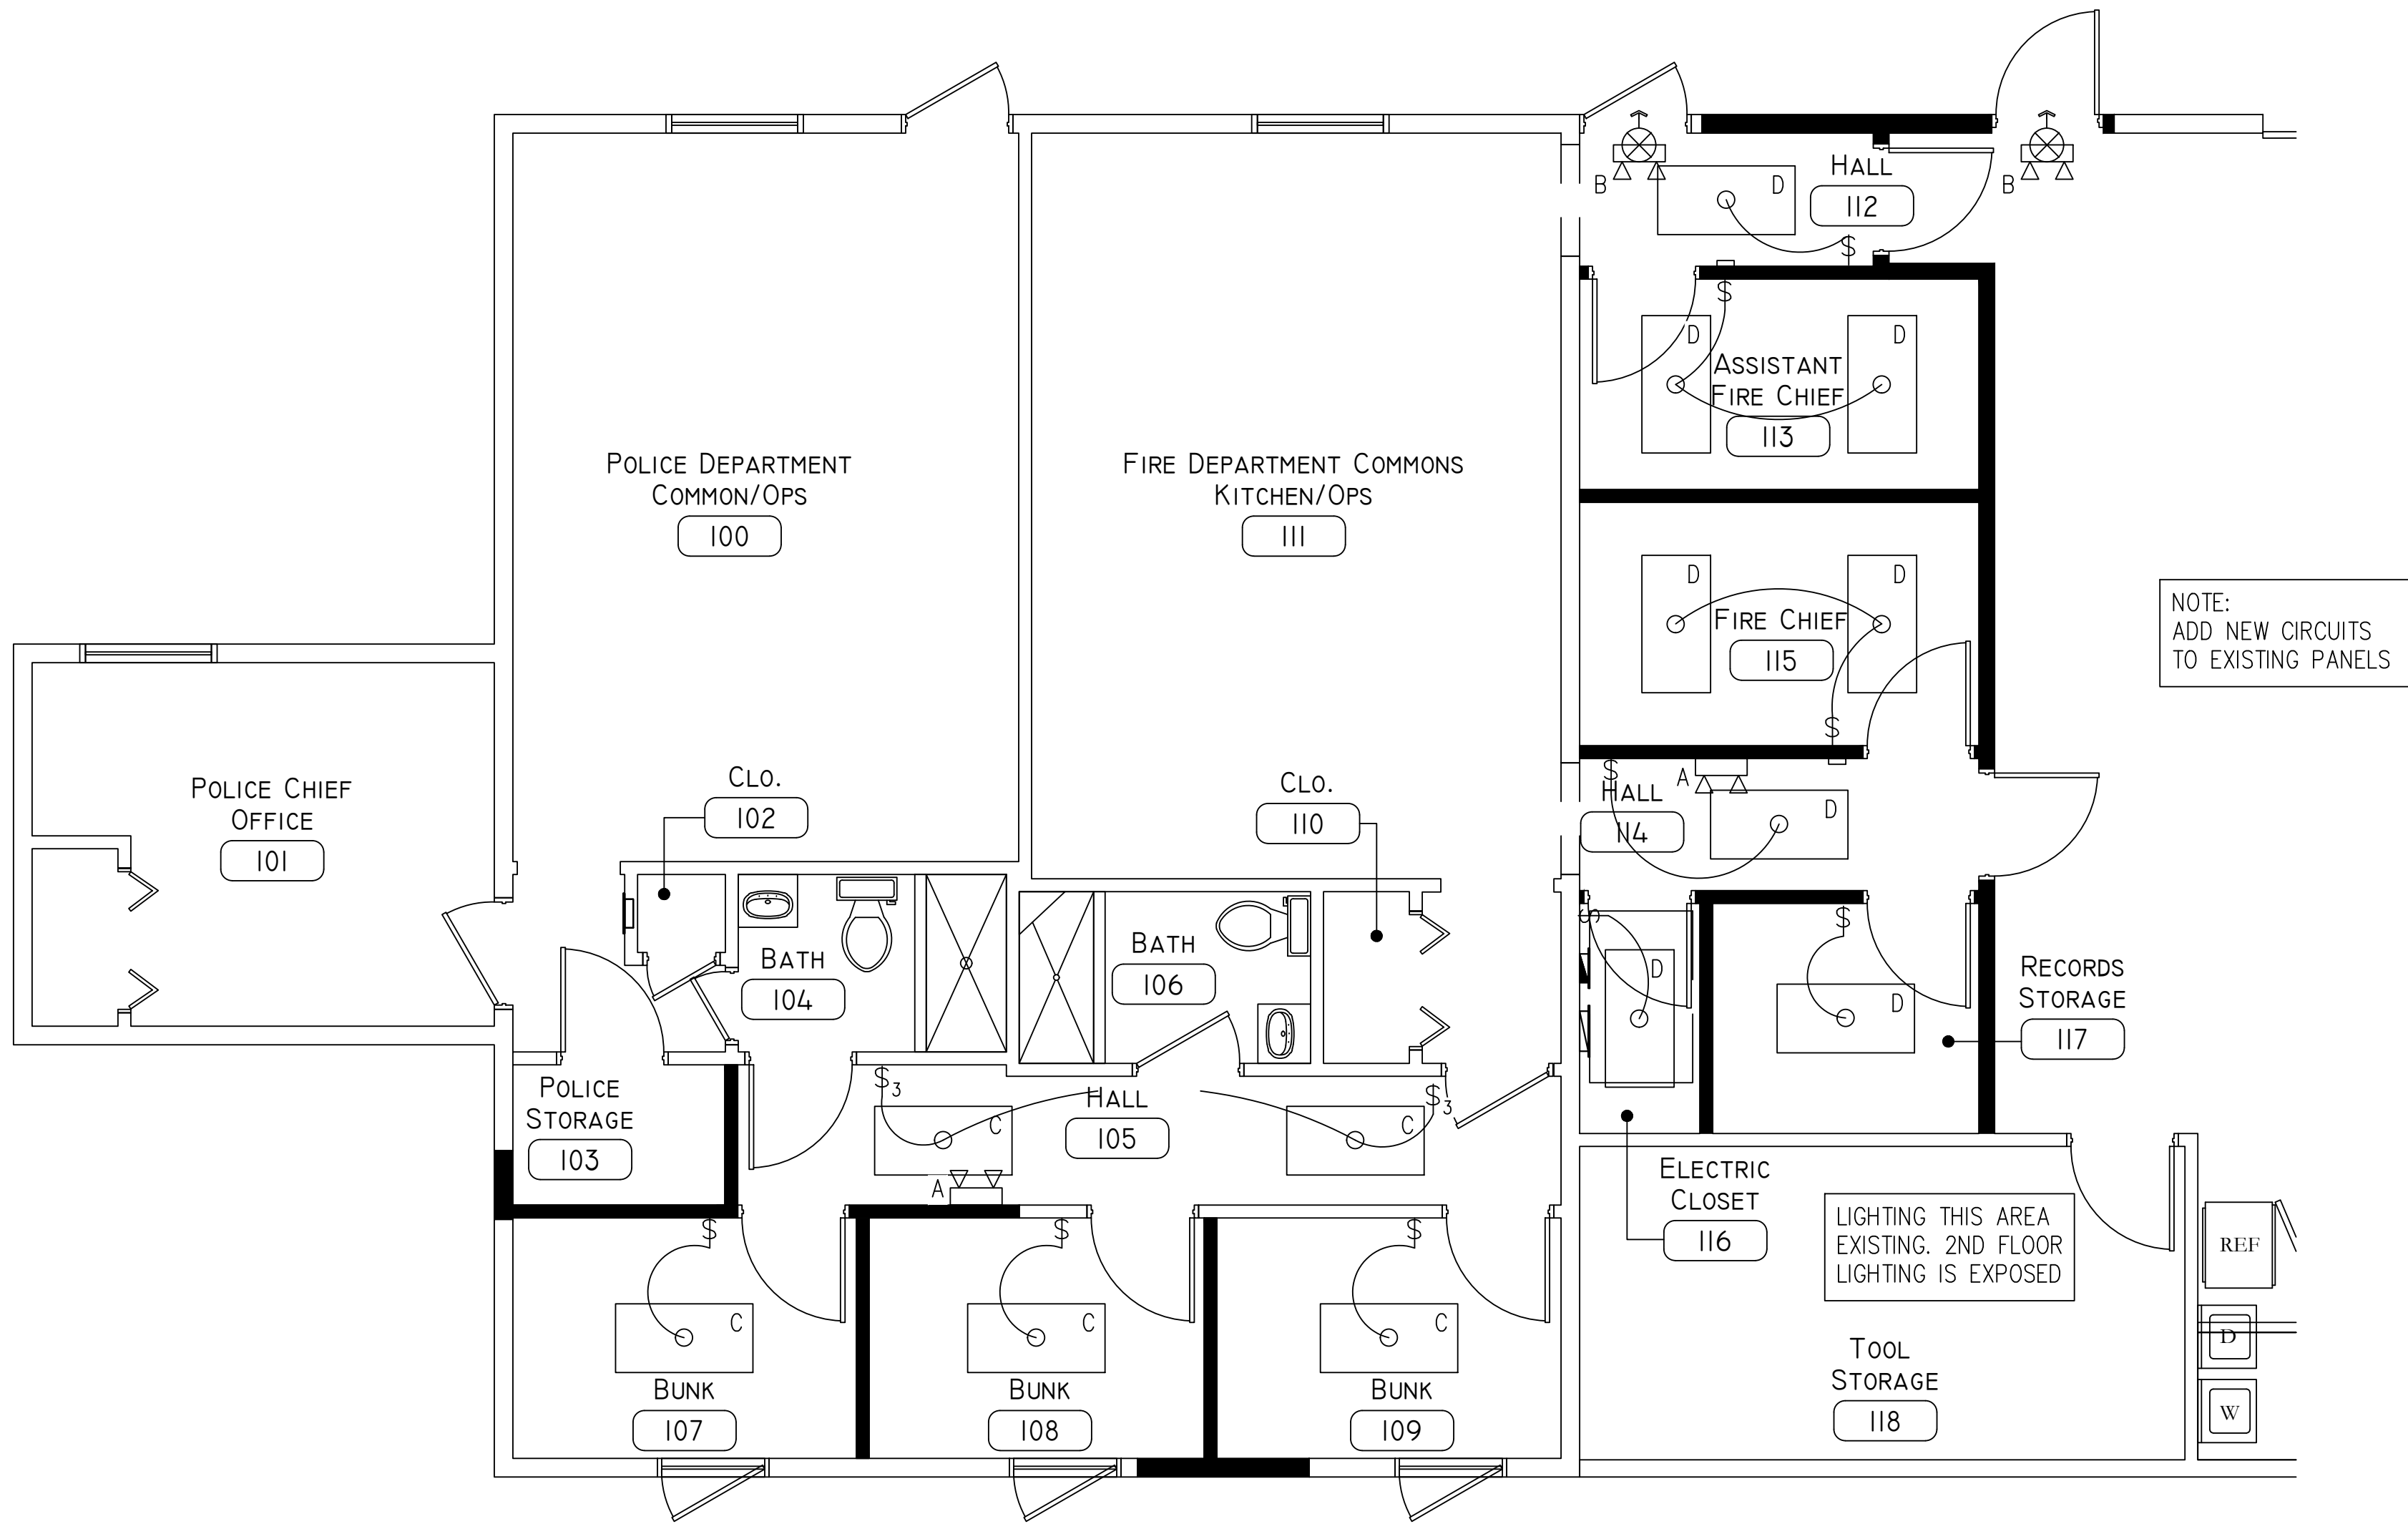 B
D
HALL
112
B
$
$
D
D
ASSISTANT
FIRE CHIEF
113
POLICE DEPARTMENT
COMMON/OPS
100
FIRE DEPARTMENT COMMONS
KITCHEN/OPS
111
D
D
FIRE CHIEF
115
$
NOTE:
ADD NEW CIRCUITS
TO EXISTING PANELS
POLICE CHIEF
OFFICE
101
CLO.
102
CLO.
110
$
A
HALL
114
D
$
$
BATH
104
BATH
106
D
D
RECORDS
STORAGE
117
POLICE
STORAGE
103
$3
C
HALL
105
C
$3
A
ELECTRIC
CLOSET
116
LIGHTING THIS AREA
EXISTING. 2ND FLOOR
LIGHTING IS EXPOSED
REF
$
$
$
C
C
C
BUNK
107
BUNK
108
BUNK
109
TOOL
STORAGE
118
D
W